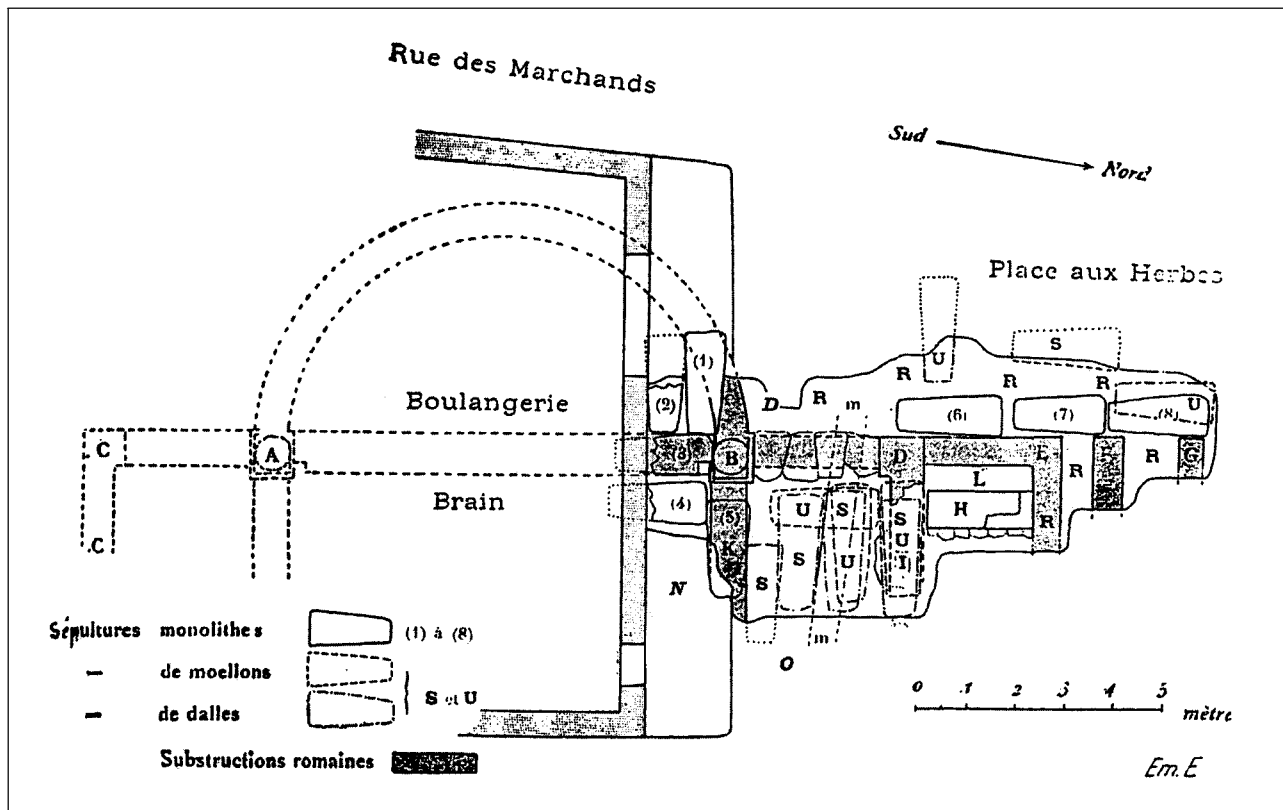 Rue des Marchands
Sud
Nord
Place aux Herbes
Boulangerie
Brain
(1)
(2)
(3)
(4)
(5)
(6)
(7)
(8)
A
B
C
C
D
D
E
G
H
I
K
L
N
O
m
m
R
R
R
R
R
R
R
S
S
S
S
S
U
U
U
U
U
Sépultures monolithes (1) à (8)
— de moellons
— de dalles
S et U
Substructions romaines
0 1 2 3 4 5
mètre
Em. E